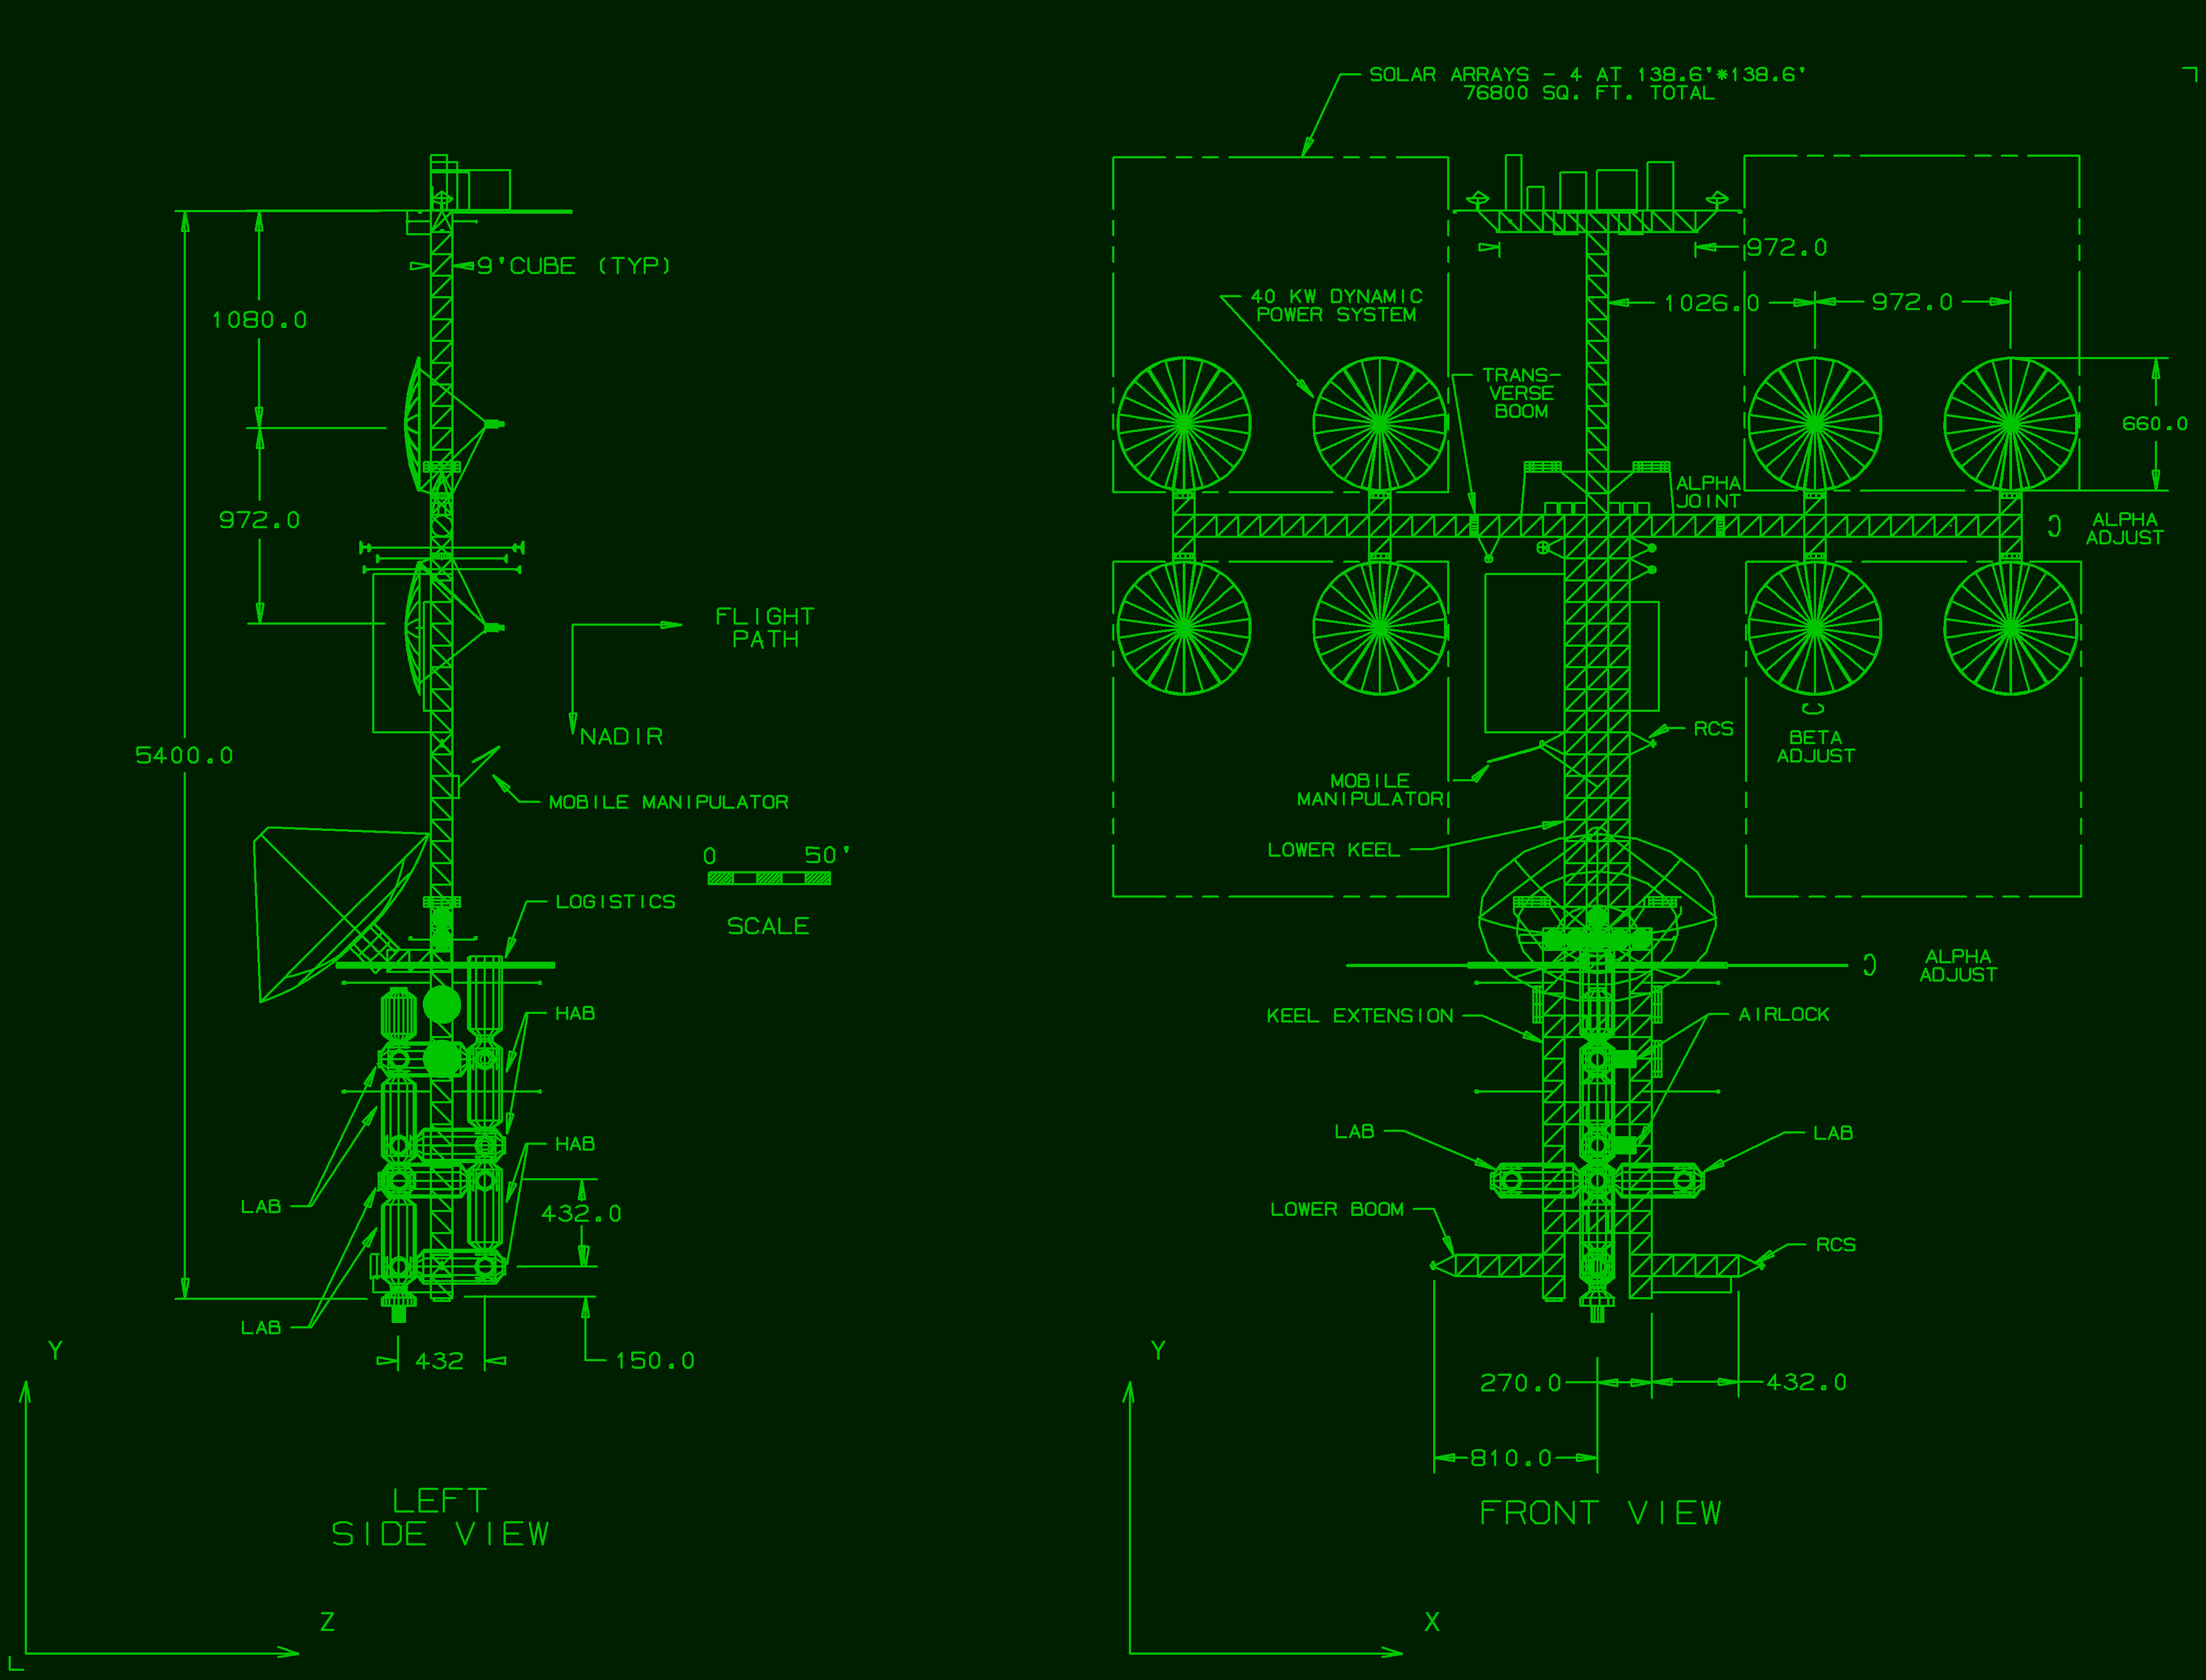 SOLAR ARRAYS - 4 AT 138.6'*138.6'
76800 SQ. FT. TOTAL
9'CUBE (TYP)
1080.0
972.0
5400.0
FLIGHT
PATH
NADIR
MOBILE MANIPULATOR
0 50'
SCALE
LOGISTICS
HAB
HAB
LAB
LAB
432.0
432
150.0
Y
Z
LEFT
SIDE VIEW
972.0
1026.0
972.0
40 KW DYNAMIC
POWER SYSTEM
TRANS-
VERSE
BOOM
660.0
ALPHA
JOINT
ALPHA
ADJUST
RCS
BETA
ADJUST
MOBILE
MANIPULATOR
LOWER KEEL
ALPHA
ADJUST
KEEL EXTENSION
AIRLOCK
LAB
LAB
LOWER BOOM
RCS
270.0
432.0
810.0
Y
X
FRONT VIEW